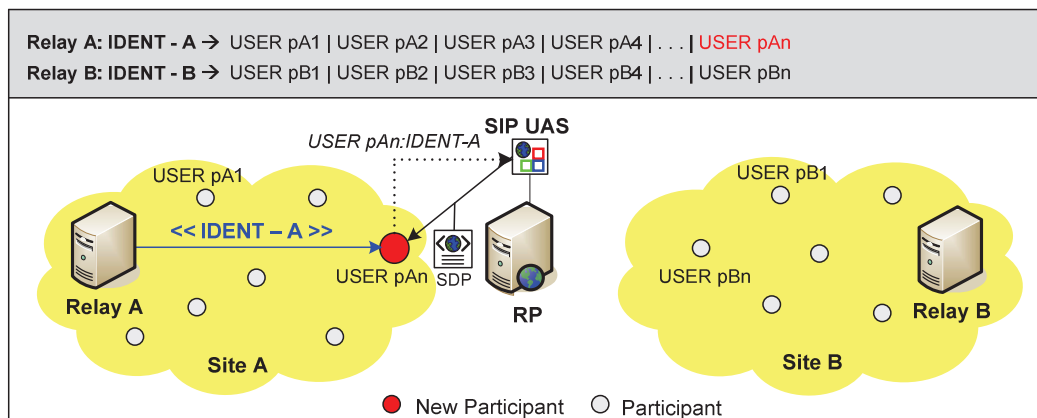 Relay A: IDENT - A → USER pA1 | USER pA2 | USER pA3 | USER pA4 | . . . | USER pAn
Relay B: IDENT - B → USER pB1 | USER pB2 | USER pB3 | USER pB4 | . . . | USER pBn
SIP UAS
USER pAn:IDENT-A
USER pA1
<< IDENT – A >>
USER pAn
SDP
Relay A
RP
Site A
USER pB1
USER pBn
Relay B
Site B
New Participant
Participant